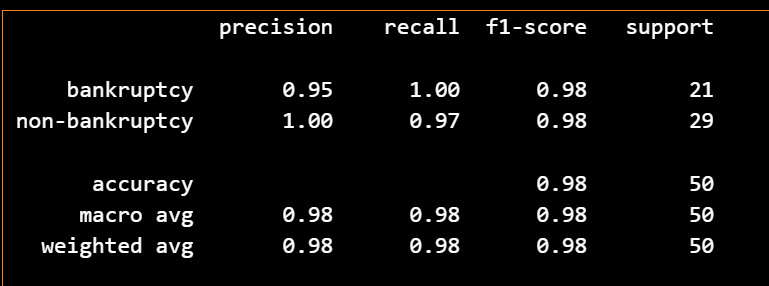 precision recall f1-score support
bankruptcy 0.95 1.00 0.98 21
non-bankruptcy 1.00 0.97 0.98 29
accuracy 0.98 50
macro avg 0.98 0.98 0.98 50
weighted avg 0.98 0.98 0.98 50